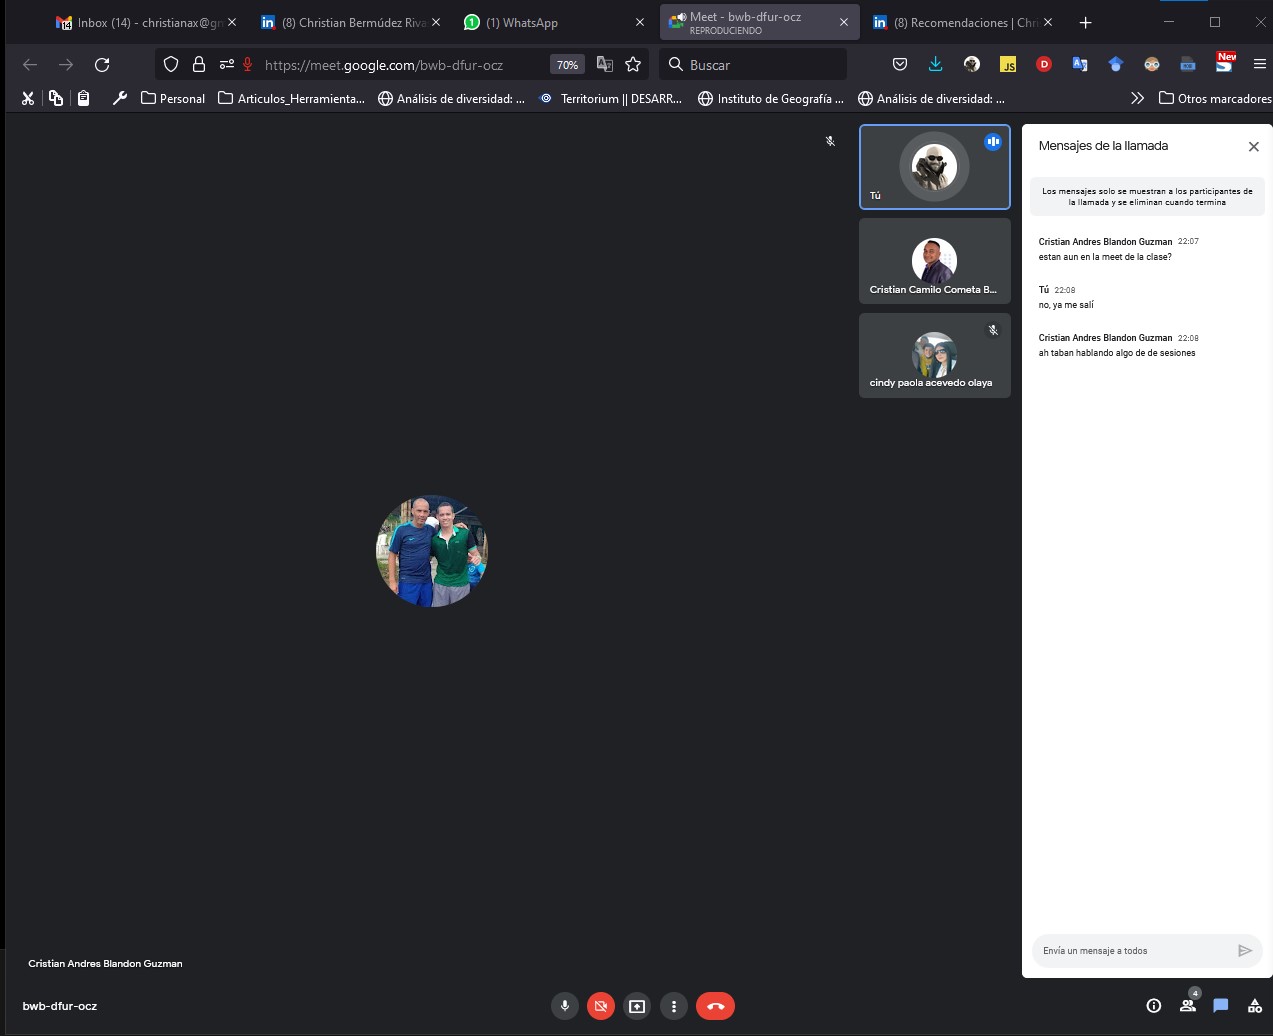 Inbox (14) - christianax@gn
(8) Christian Bermúdez Riva
(1) WhatsApp
Meet - bwb-dfur-ocz
REPRODUCIENDO
(8) Recomendaciones | Chri
https://meet.google.com/bwb-dfur-ocz
70%
Buscar
JS
D
New
Personal
Articulos_Herramienta...
Análisis de diversidad: ...
Territorium || DESARR...
Instituto de Geografía ...
Análisis de diversidad: ...
Otros marcadores
Tú
Cristian Camilo Cometa B...
cindy paola acevedo olaya
Mensajes de la llamada
Los mensajes solo se muestran a los participantes de
la llamada y se eliminan cuando termina
Cristian Andres Blandon Guzman 22:07
estan aun en la meet de la clase?
Tú 22:08
no, ya me salí
Cristian Andres Blandon Guzman 22:08
ah taban hablando algo de de sesiones
Envía un mensaje a todos
Cristian Andres Blandon Guzman
bwb-dfur-ocz
4